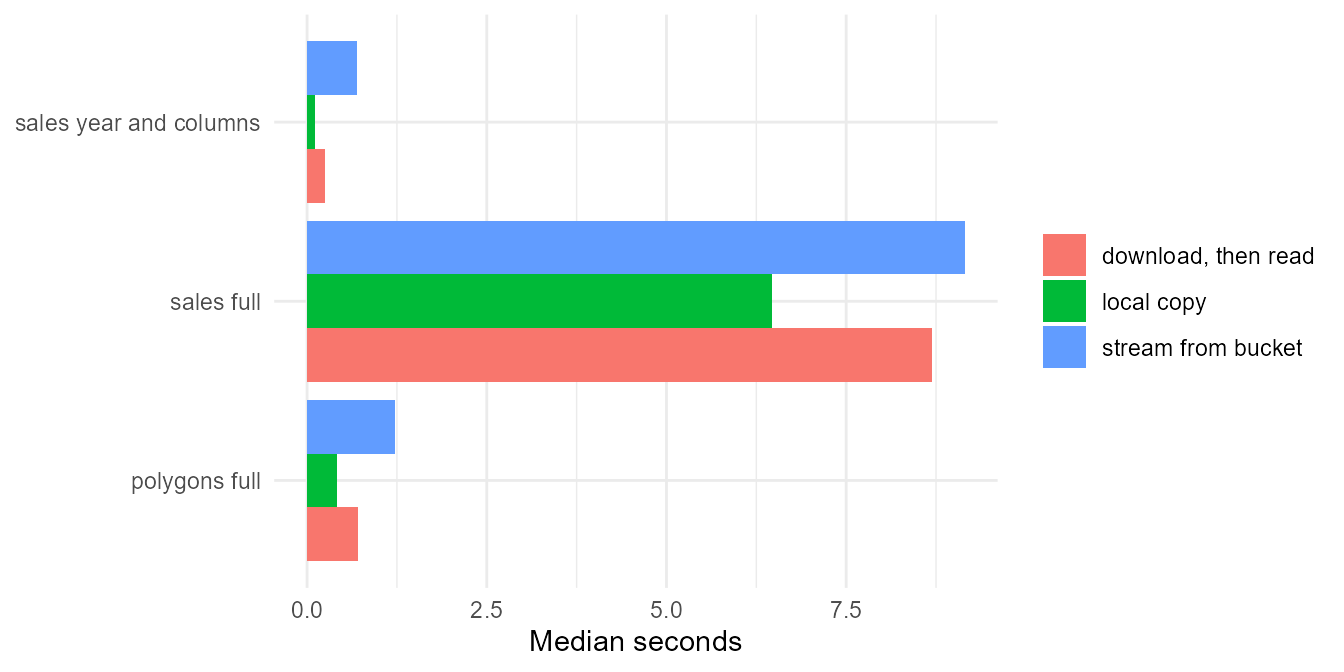 sales year and columns
sales full
polygons full
0.0
2.5
5.0
7.5
Median seconds
download, then read
local copy
stream from bucket